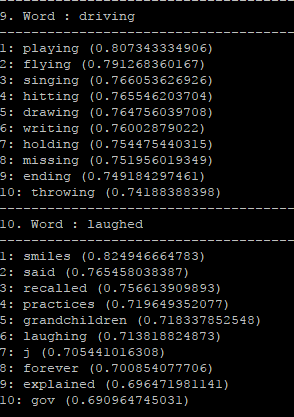 9. Word : driving
1: playing (0.807343334906)
2: flying (0.791268360167)
3: singing (0.766053626926)
4: hitting (0.765546203704)
5: drawing (0.764756039708)
6: writing (0.76002879022)
7: holding (0.754475440315)
8: missing (0.751956019349)
9: ending (0.749184297461)
10: throwing (0.74188388398)
10. Word : laughed
1: smiles (0.824946664783)
2: said (0.765458038387)
3: recalled (0.756613909893)
4: practices (0.719649352077)
5: grandchildren (0.718337852548)
6: laughing (0.713818824873)
7: j (0.705441016308)
8: forever (0.700854077706)
9: explained (0.696471981141)
10: gov (0.690964745031)